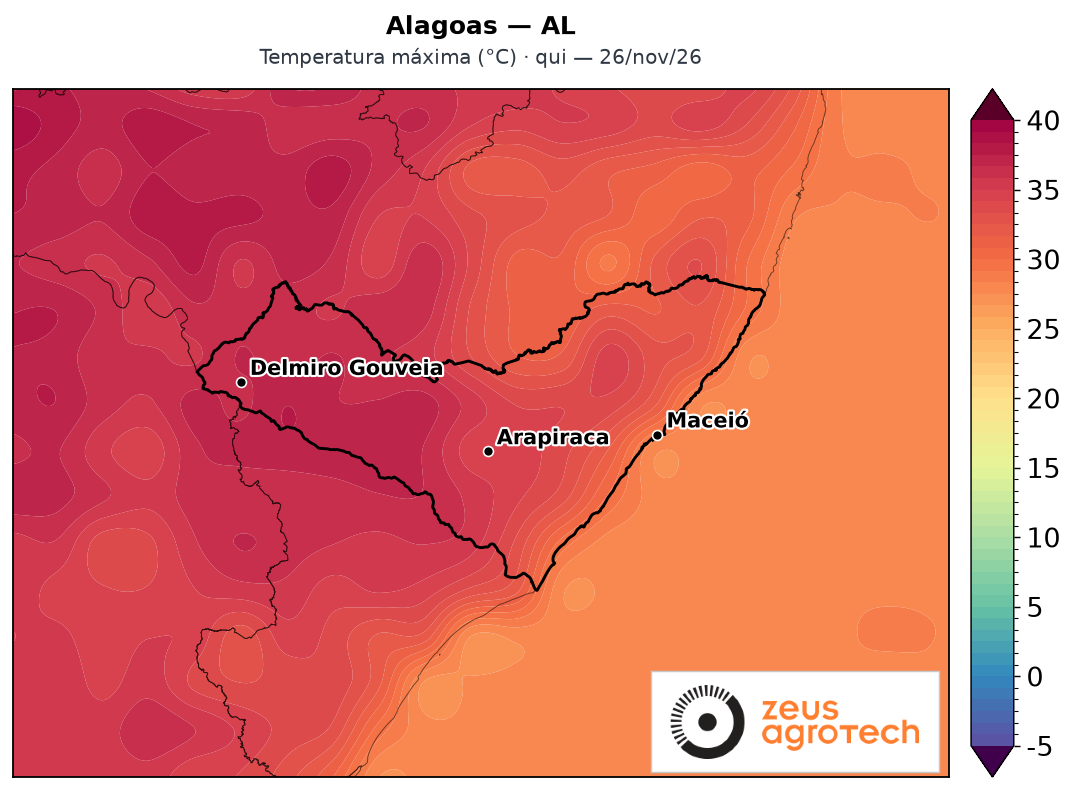 Alagoas — AL
Temperatura máxima (°C) · qui — 26/nov/26
Delmiro Gouveia
Arapiraca
Maceió
40
35
30
25
20
15
10
5
0
-5
zeus
agrotech